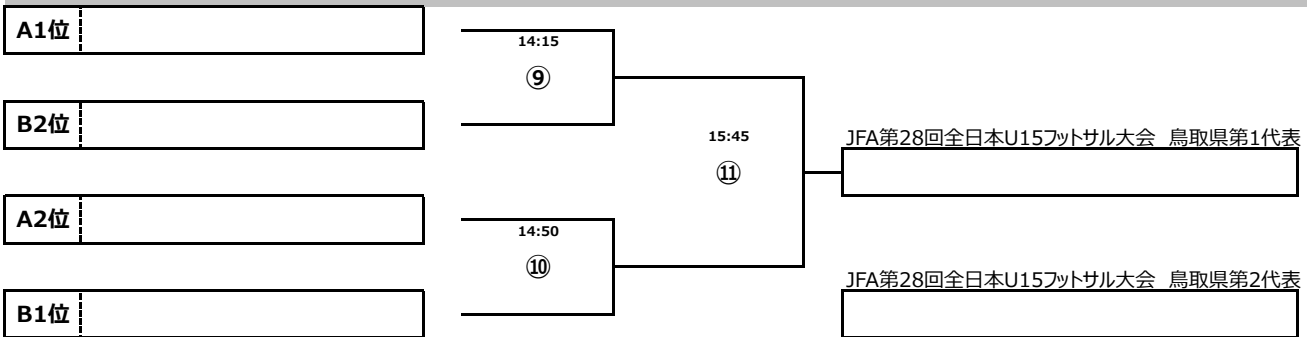 A1位
14:15
⑨
B2位
15:45
⑪
JFA第28回全日本U15フットサル大会　鳥取県第1代表
A2位
14:50
⑩
JFA第28回全日本U15フットサル大会　鳥取県第2代表
B1位